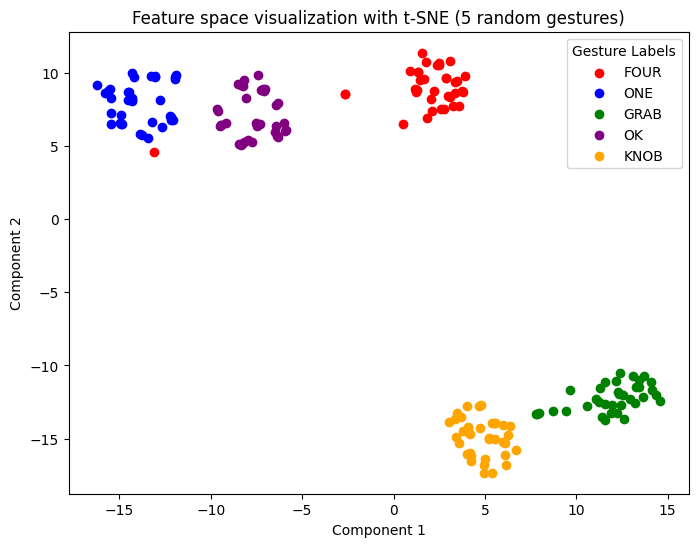 Feature space visualization with t-SNE (5 random gestures)
Gesture Labels
FOUR
ONE
GRAB
OK
KNOB
10
5
0
−5
−10
−15
Component 2
−15
−10
−5
0
5
10
15
Component 1